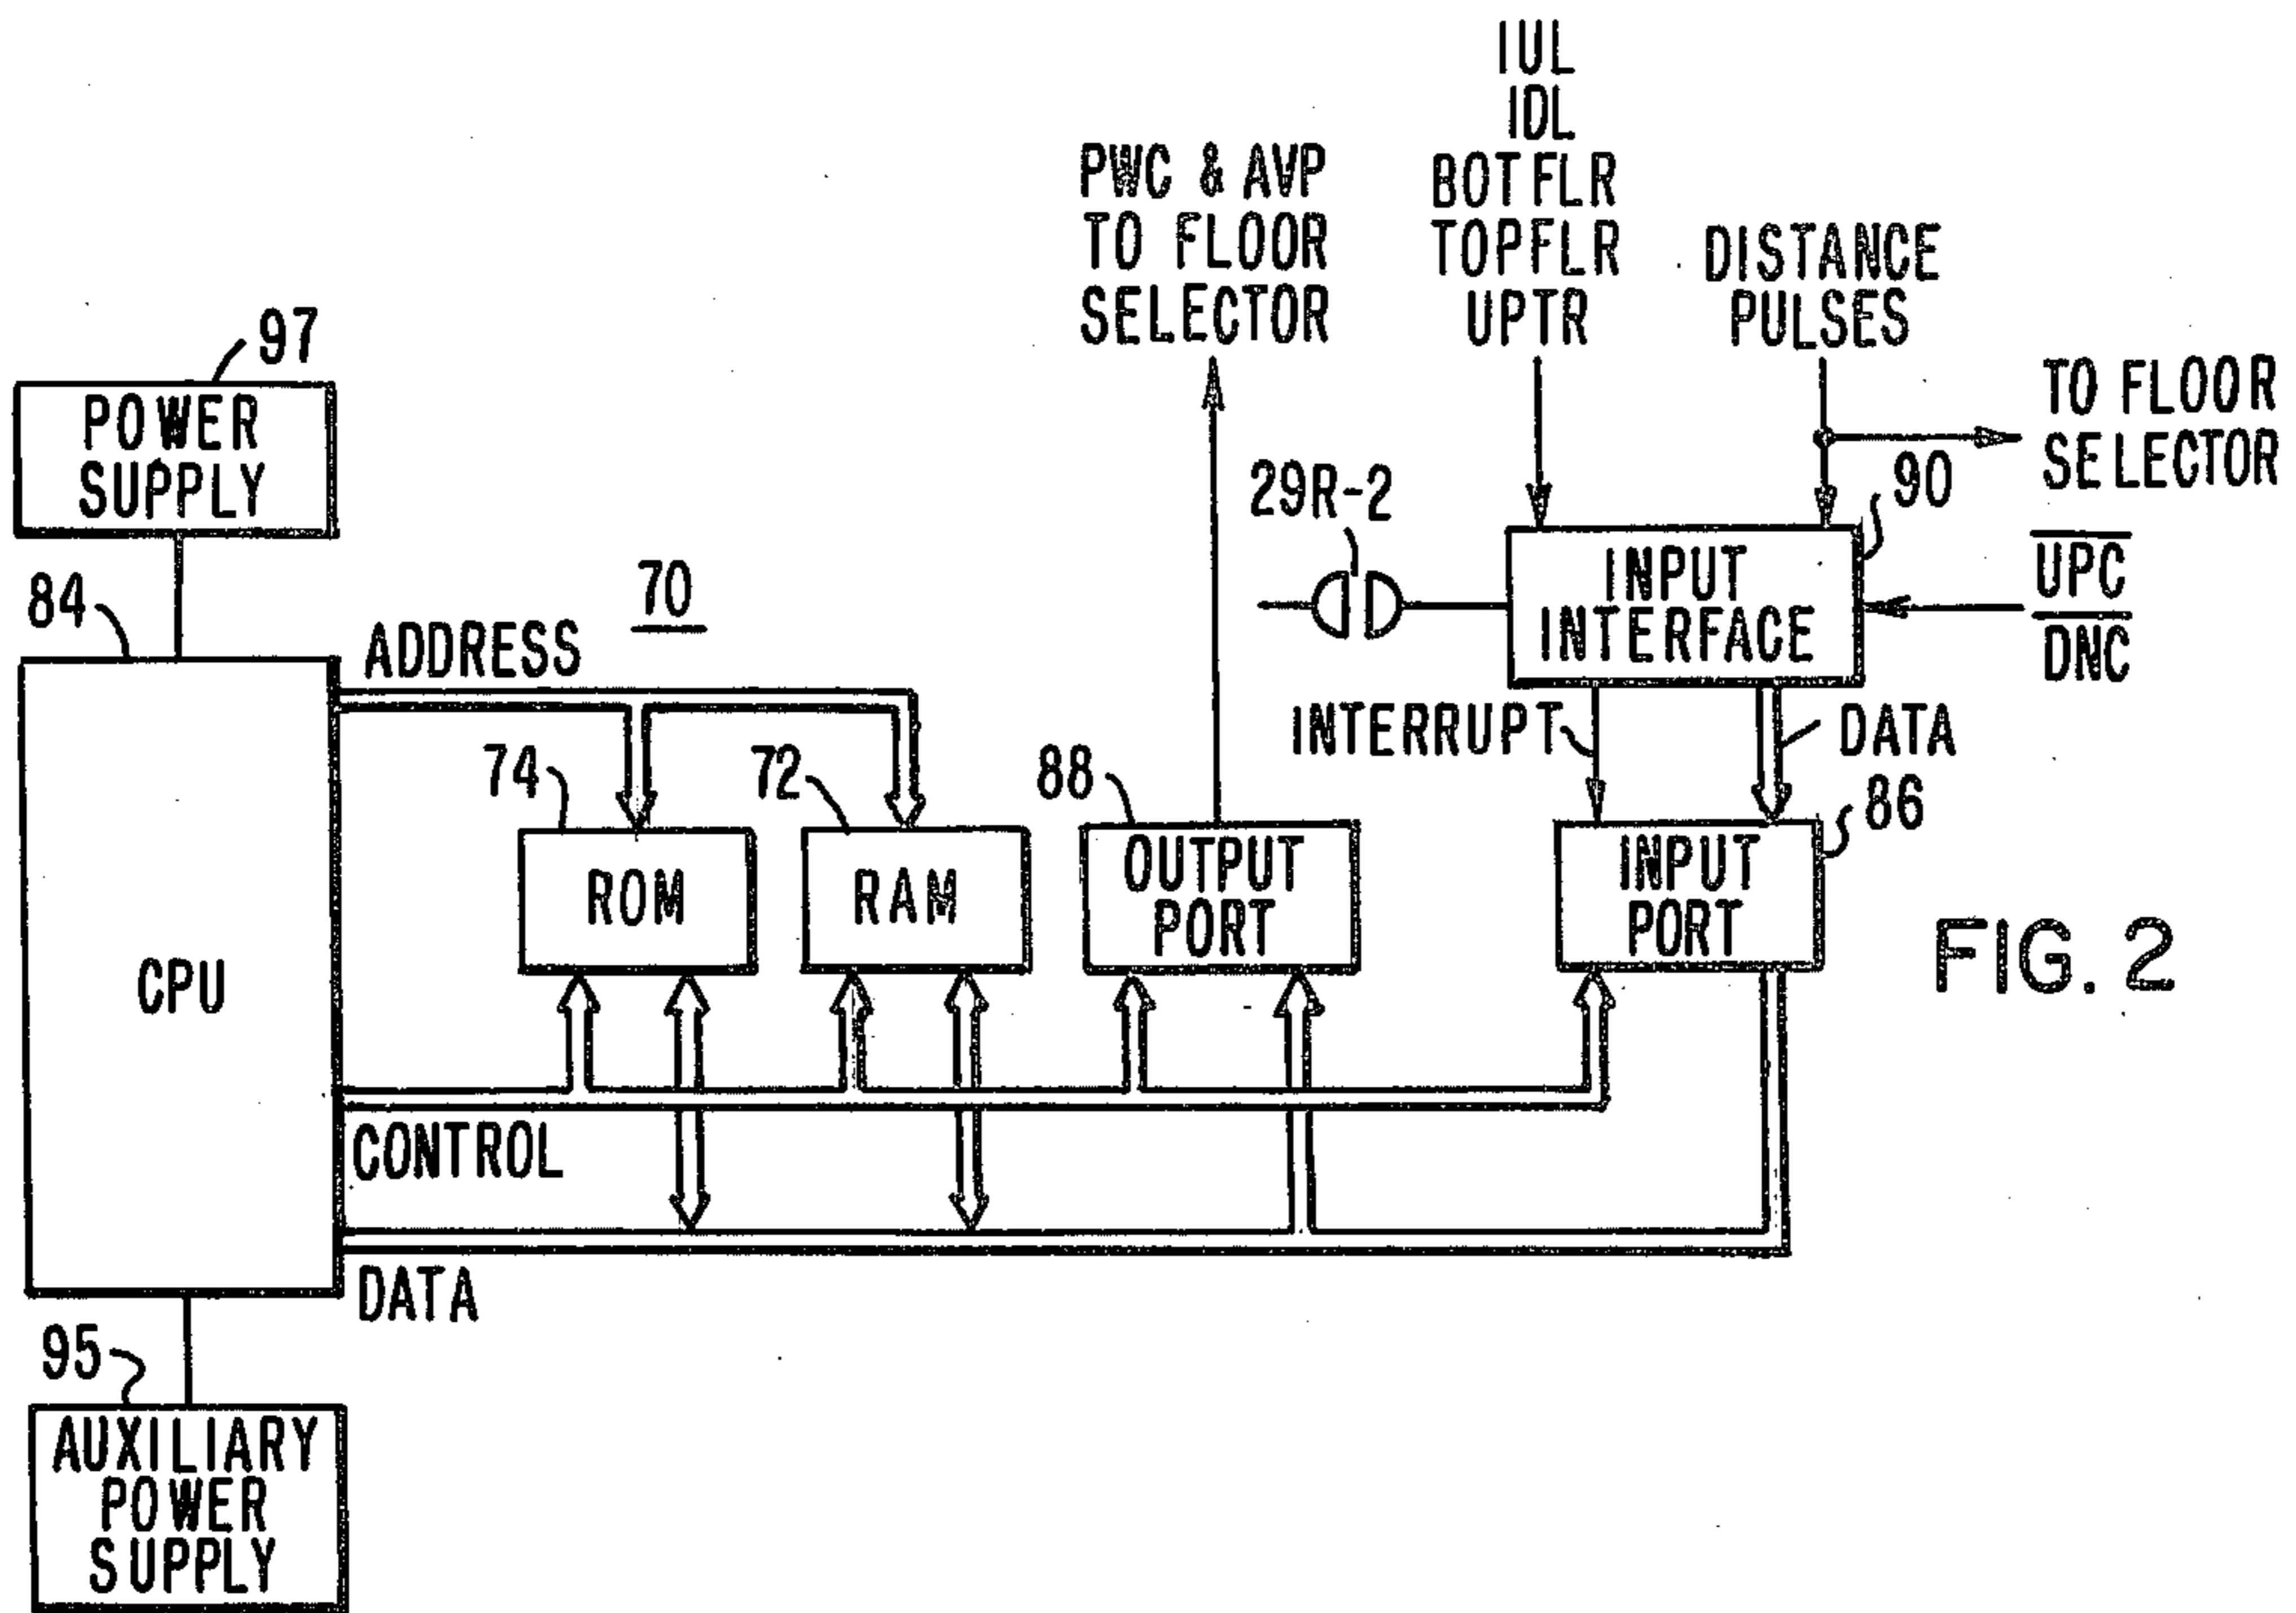 IUL
IDL
BOTFLR
TOPFLR
UPTR
PWC & AVP
TO FLOOR
SELECTOR
DISTANCE
PULSES
TO FLOOR
SELECTOR
97
POWER
SUPPLY
29R-2
90
INPUT
INTERFACE
UPC
DNC
84
70
ADDRESS
INTERRUPT
DATA
74
72
88
86
CPU
ROM
RAM
OUTPUT
PORT
INPUT
PORT
FIG. 2
CONTROL
DATA
95
AUXILIARY
POWER
SUPPLY